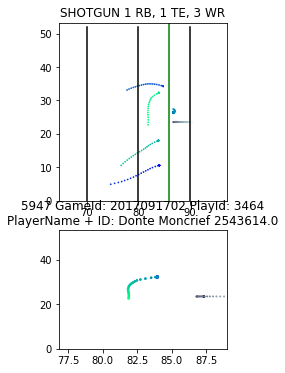 SHOTGUN 1 RB, 1 TE, 3 WR
50
40
30
20
10
0
70 80 90
5947 GameId: 2017091702 PlayId: 3464
PlayerName + ID: Donte Moncrief 2543614.0
40
20
0
77.5 80.0 82.5 85.0 87.5